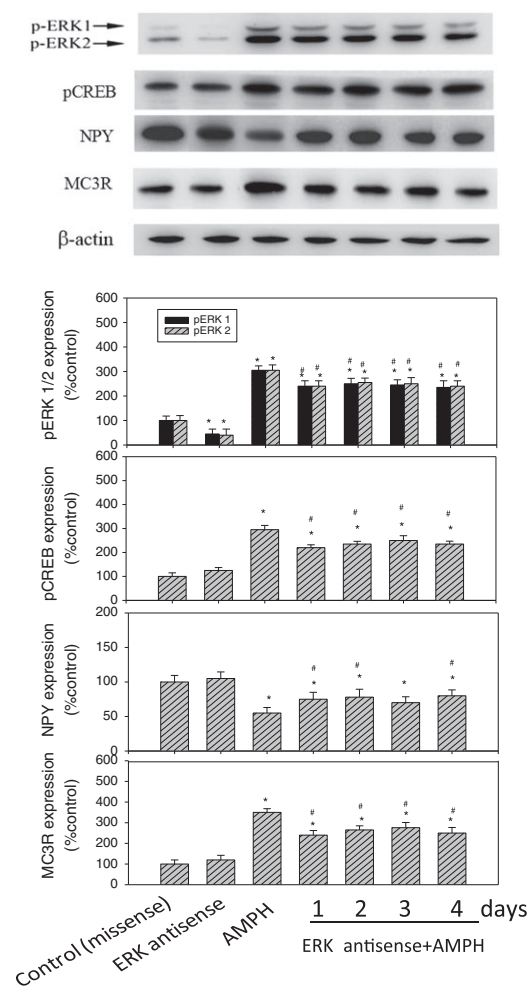 p-ERK1
p-ERK2
pCREB
NPY
MC3R
β-actin
pERK 1/2 expression
(%control)
600
500
400
300
200
100
0
pERK 1
pERK 2
* *
# #
* *
# #
* *
# #
* *
# #
* *
* *
pCREB expression
(%control)
600
500
400
300
200
100
0
*
#
*
#
*
#
*
#
*
NPY expression
(%control)
200
150
100
50
0
*
#
*
#
*
*
#
*
MC3R expression
(%control)
600
500
400
300
200
100
0
*
#
*
#
*
#
*
#
*
Control (missense)
ERK antisense
AMPH
1 2 3 4 days
ERK antisense+AMPH